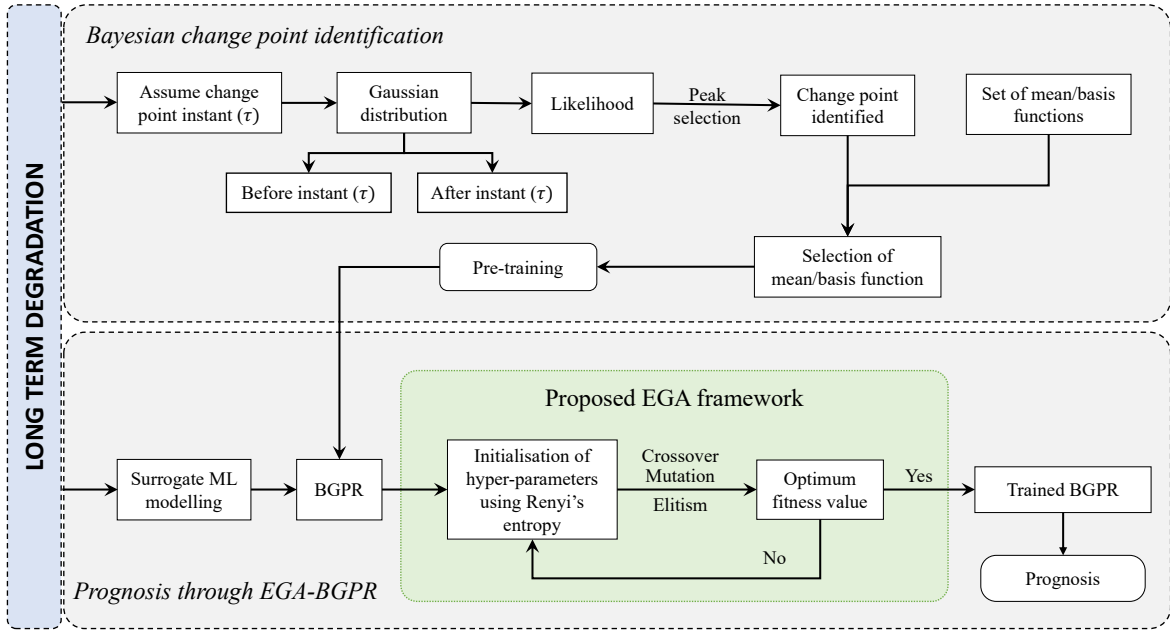 LONG TERM DEGRADATION
Bayesian change point identification
Assume change
point instant (τ)
Gaussian
distribution
Likelihood
Peak
selection
Change point
identified
Set of mean/basis
functions
Before instant (τ)
After instant (τ)
Pre-training
Selection of
mean/basis function
Proposed EGA framework
Surrogate ML
modelling
BGPR
Initialisation of
hyper-parameters
using Renyi's
entropy
Crossover
Mutation
Elitism
Optimum
fitness value
Yes
No
Trained BGPR
Prognosis
Prognosis through EGA-BGPR